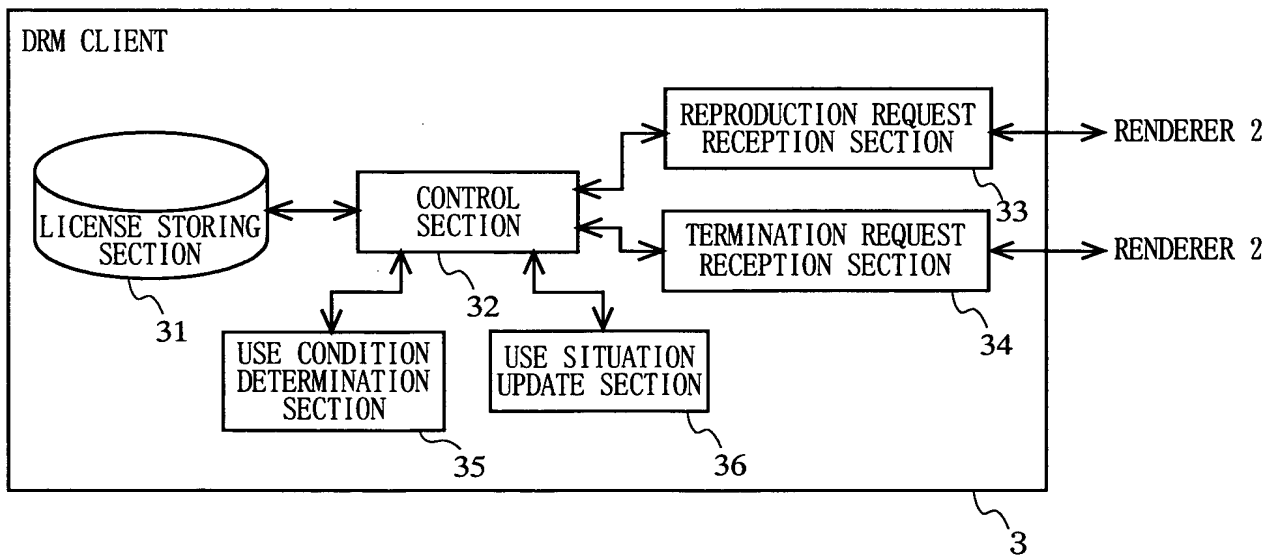 DRM CLIENT
REPRODUCTION REQUEST
RECEPTION SECTION
RENDERER 2
33
LICENSE STORING
SECTION
31
CONTROL
SECTION
32
TERMINATION REQUEST
RECEPTION SECTION
RENDERER 2
34
USE CONDITION
DETERMINATION
SECTION
35
USE SITUATION
UPDATE SECTION
36
3